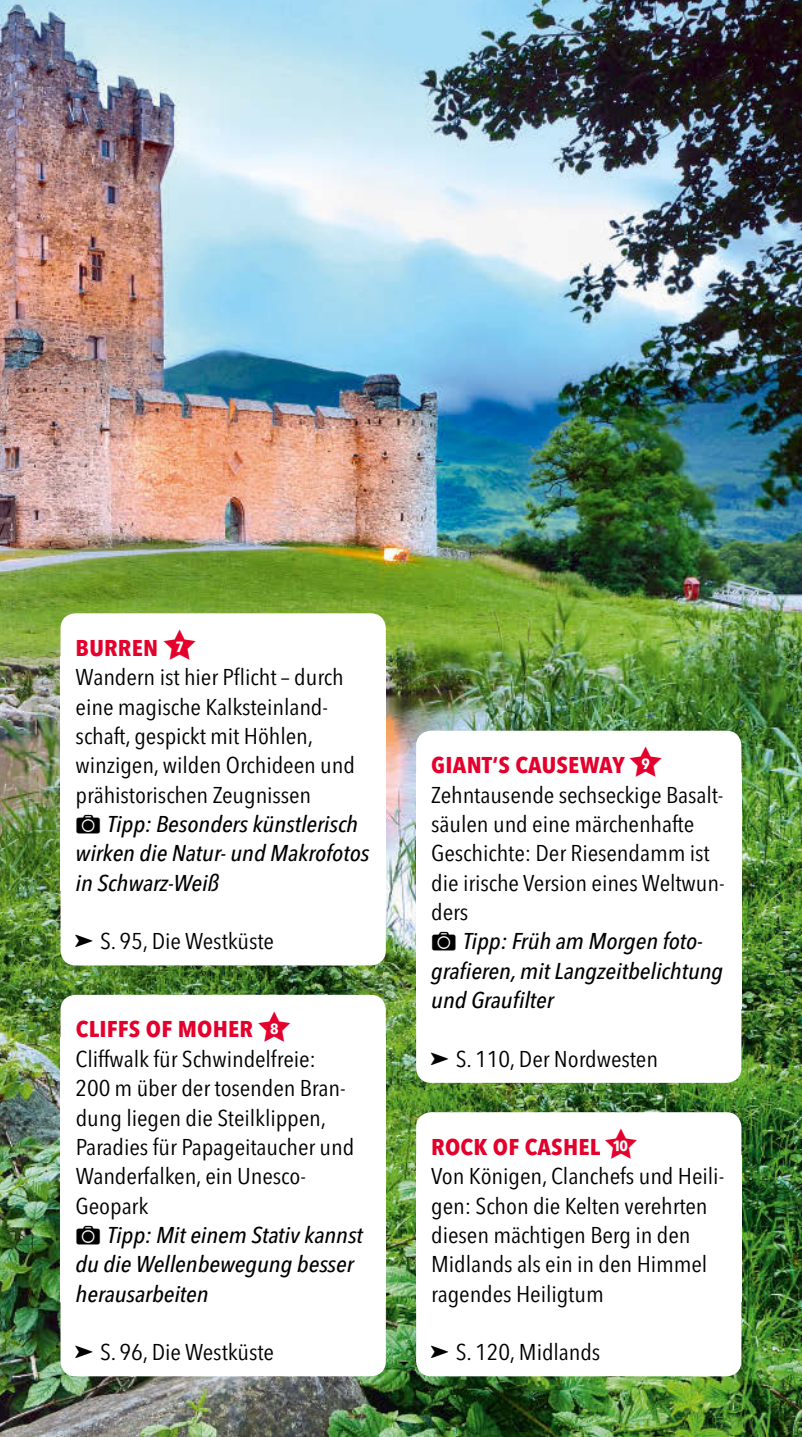 BURREN 7
Wandern ist hier Pflicht – durch
eine magische Kalksteinland-
schaft, gespickt mit Höhlen,
winzigen, wilden Orchideen und
prähistorischen Zeugnissen
Tipp: Besonders künstlerisch
wirken die Natur- und Makrofotos
in Schwarz-Weiß
➤ S. 95, Die Westküste
CLIFFS OF MOHER 8
Cliffwalk für Schwindelfreie:
200 m über der tosenden Bran-
dung liegen die Steilklippen,
Paradies für Papageitaucher und
Wanderfalken, ein Unesco-
Geopark
Tipp: Mit einem Stativ kannst
du die Wellenbewegung besser
herausarbeiten
➤ S. 96, Die Westküste
GIANT'S CAUSEWAY 9
Zehntausende sechseckige Basalt-
säulen und eine märchenhafte
Geschichte: Der Riesendamm ist
die irische Version eines Weltwun-
ders
Tipp: Früh am Morgen foto-
grafieren, mit Langzeitbelichtung
und Graufilter
➤ S. 110, Der Nordwesten
ROCK OF CASHEL 10
Von Königen, Clanchefs und Heili-
gen: Schon die Kelten verehrten
diesen mächtigen Berg in den
Midlands als ein in den Himmel
ragendes Heiligtum
➤ S. 120, Midlands